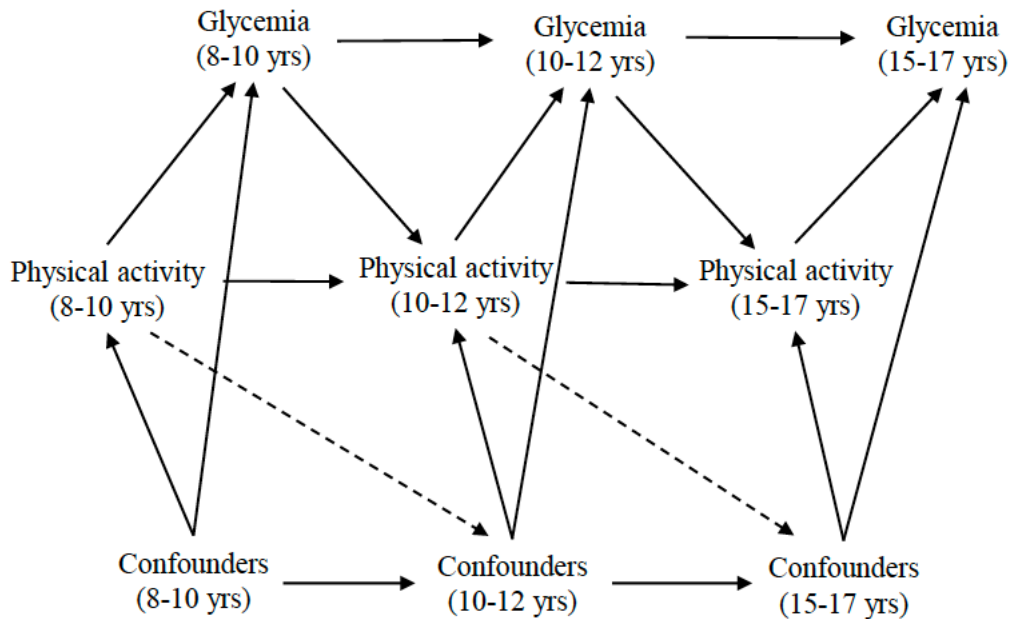 Glycemia
(8-10 yrs)
Glycemia
(10-12 yrs)
Glycemia
(15-17 yrs)
Physical activity
(8-10 yrs)
Physical activity
(10-12 yrs)
Physical activity
(15-17 yrs)
Confounders
(8-10 yrs)
Confounders
(10-12 yrs)
Confounders
(15-17 yrs)